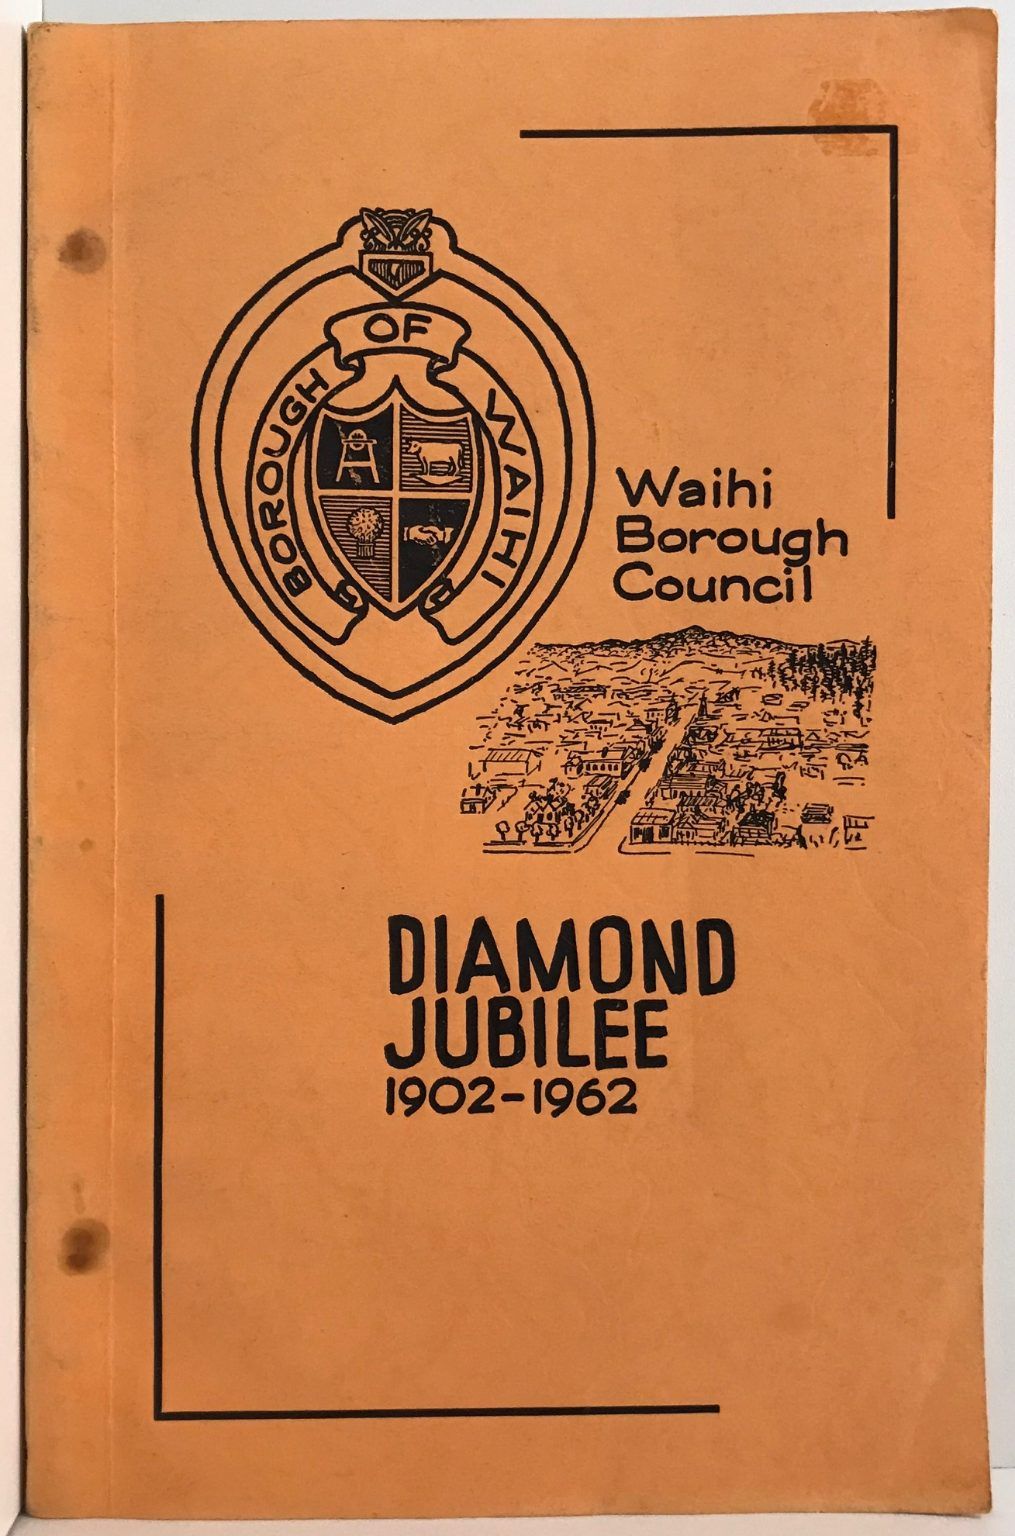 BOROUGH OF WAIHI
Waihi
Borough
Council
DIAMOND
JUBILEE
1902-1962